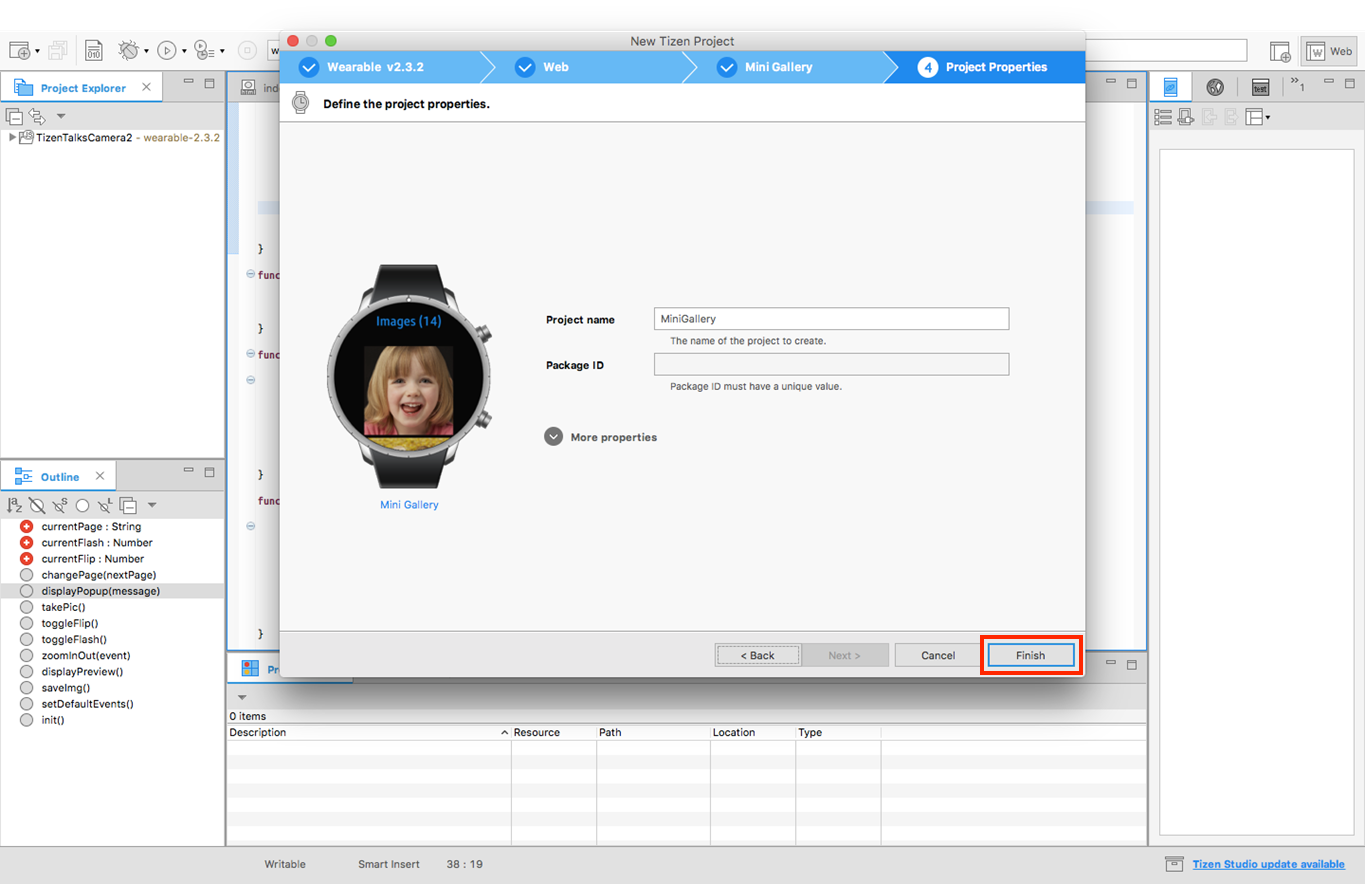 New Tizen Project
Wearable v2.3.2
Web
Mini Gallery
4 Project Properties
Define the project properties.
010
W Web
Project Explorer
TizenTalksCamera2 - wearable-2.3.2
}
func
}
func
}
func
}
Images (14)
Mini Gallery
Project name
MiniGallery
The name of the project to create.
Package ID
Package ID must have a unique value.
More properties
< Back
Next >
Cancel
Finish
test
»1
Outline
currentPage : String
currentFlash : Number
currentFlip : Number
changePage(nextPage)
displayPopup(message)
takePic()
toggleFlip()
toggleFlash()
zoomInOut(event)
displayPreview()
saveImg()
setDefaultEvents()
init()
0 items
Description
Resource
Path
Location
Type
Writable
Smart Insert
38 : 19
Tizen Studio update available